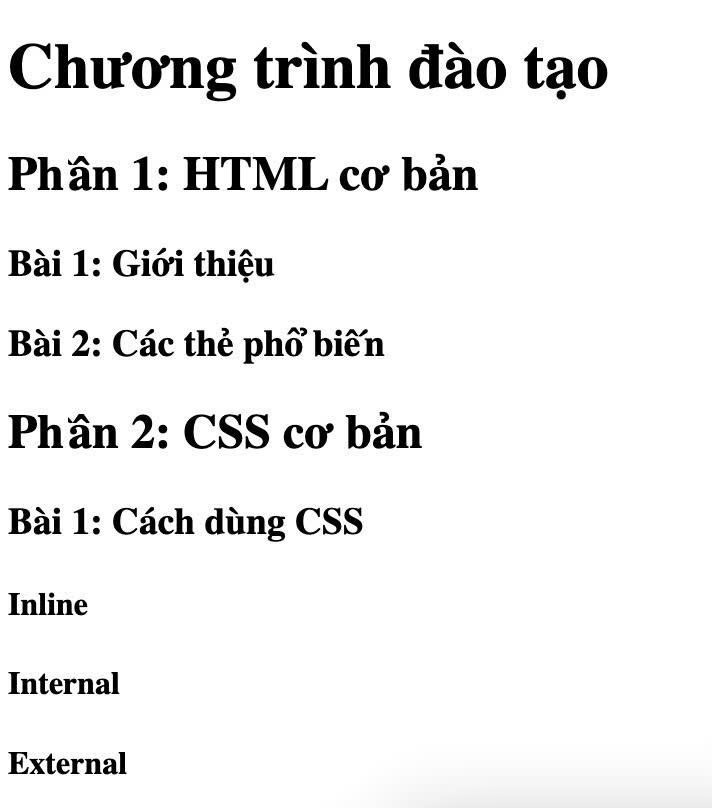 Chương trình đào tạo
Phần 1: HTML cơ bản
Bài 1: Giới thiệu
Bài 2: Các thẻ phổ biến
Phần 2: CSS cơ bản
Bài 1: Cách dùng CSS
Inline
Internal
External